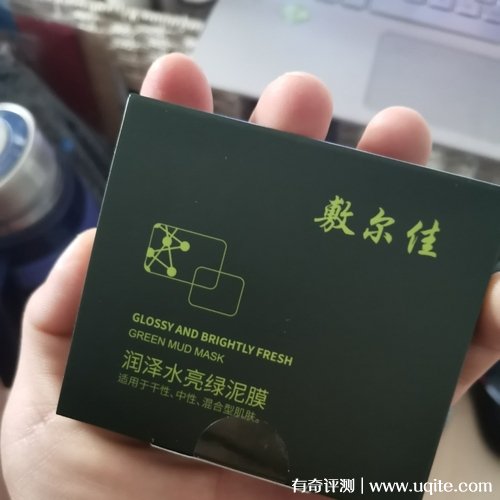 敷尔佳
GLOSSY AND BRIGHTLY FRESH
GREEN MUD MASK
润泽水亮绿泥膜
适用于干性、中性、混合型肌肤。
有奇评测 | www.uqite.com